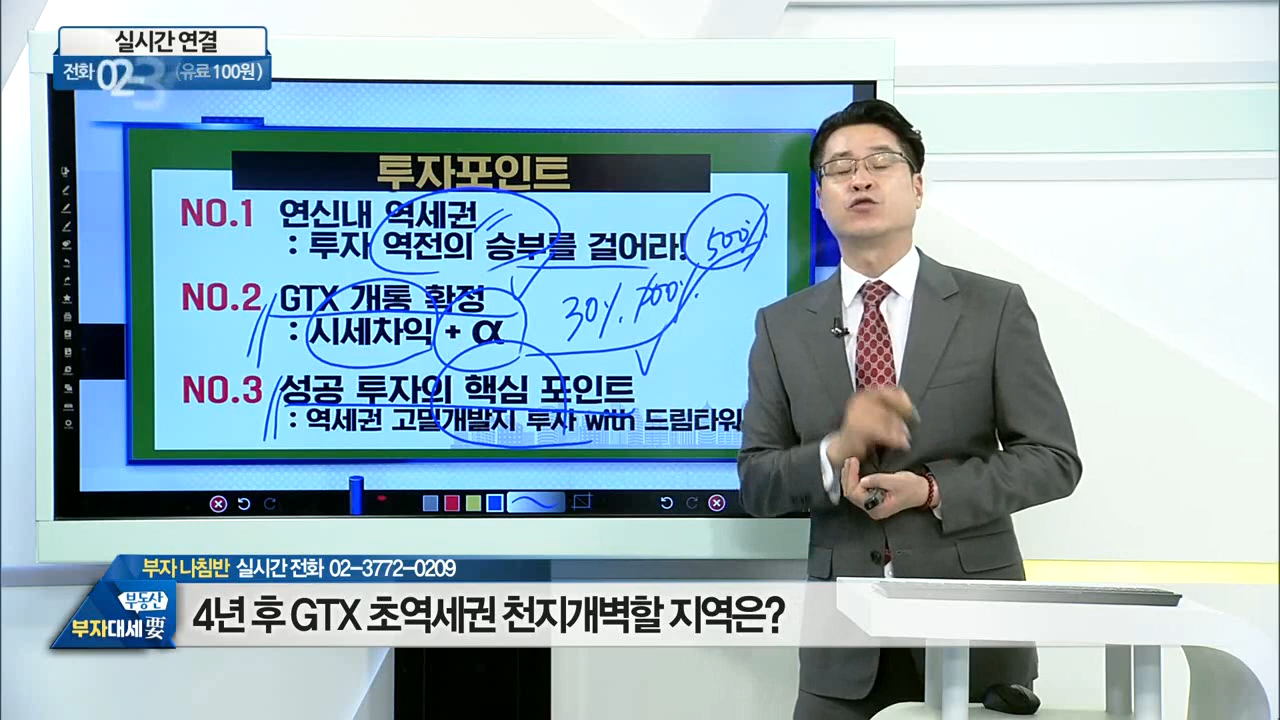 실시간 연결
전화 02-3 (유료 100원)
투자포인트
NO.1 연신내 역세권
: 투자 역전의 승부를 걸어라!
500%
NO.2 GTX 개통 확정
: 시세차익 + α
30%. 700%.
NO.3 성공 투자의 핵심 포인트
: 역세권 고밀개발지 투자 with 드림타워
부자 나침반 실시간 전화 02-3772-0209
부동산
부자대세 要
4년 후 GTX 초역세권 천지개벽할 지역은?